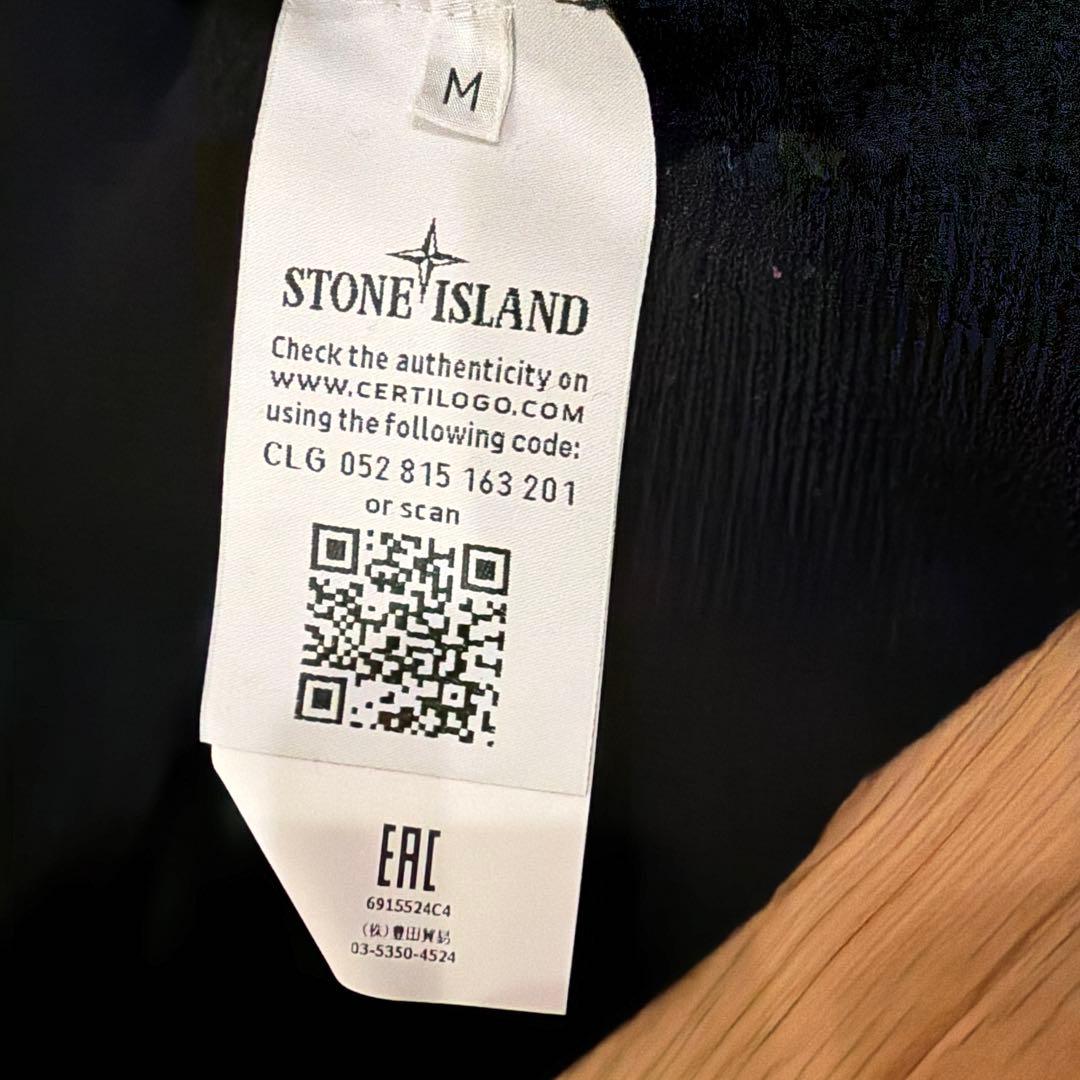 M
STONE ISLAND
Check the authenticity on
WWW.CERTILOGO.COM
using the following code:
CLG 052 815 163 201
or scan
EAC
6915524C4
(株)豊田貿易
03-5350-4524